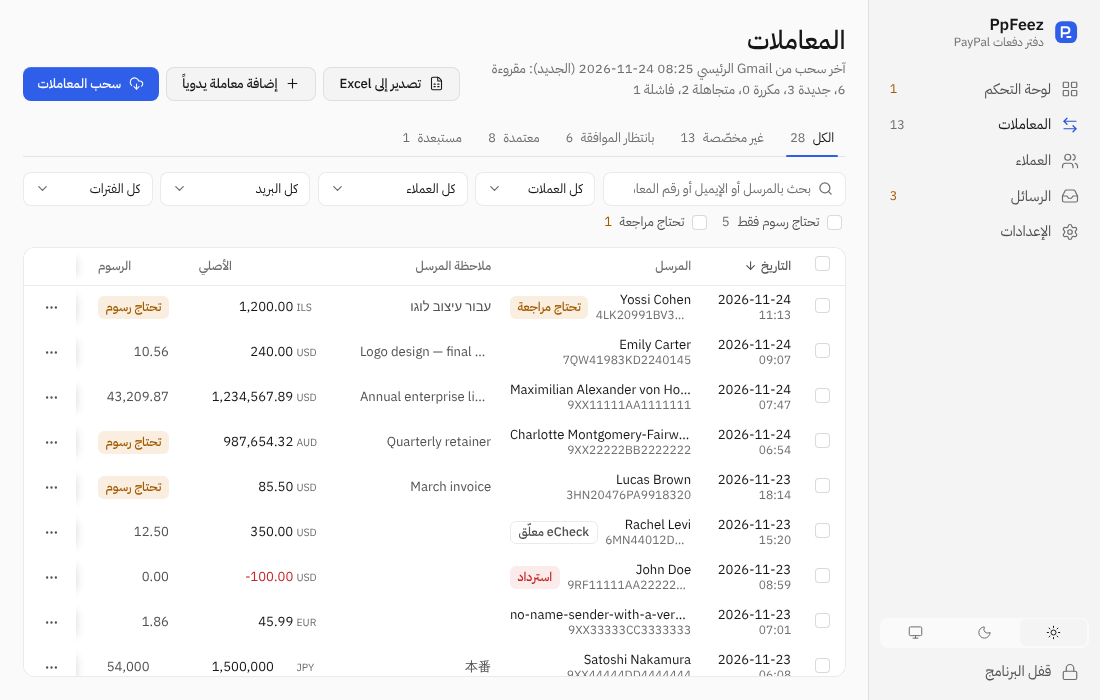 PpFeez
دفتر دفعات PayPal
لوحة التحكم 1
المعاملات 13
العملاء
الرسائل 3
الإعدادات
قفل البرنامج
المعاملات
آخر سحب من Gmail الرئيسي 2026-11-24 08:25 (الجديد): مقروءة
6، جديدة 3، مكررة 0، متجاهلة 2، فاشلة 1
تصدير إلى Excel
إضافة معاملة يدوياً
سحب المعاملات
الكل 28 غير مخصّصة 13 بانتظار الموافقة 6 معتمدة 8 مستبعدة 1
بحث بالمرسل أو الإيميل أو رقم المعا
كل العملات
كل العملاء
كل البريد
كل الفترات
تحتاج رسوم فقط 5 تحتاج مراجعة 1
التاريخ ↓ المرسل ملاحظة المرسل الأصلي الرسوم
2026-11-24 Yossi Cohen تحتاج مراجعة עבור עיצוב לוגו 1,200.00 ILS تحتاج رسوم
11:13 4LK20991BV3...
2026-11-24 Emily Carter Logo design — final ... 240.00 USD 10.56
09:07 7QW41983KD2240145
2026-11-24 Maximilian Alexander von Ho... Annual enterprise li... 1,234,567.89 USD 43,209.87
07:47 9XX11111AA1111111
2026-11-24 Charlotte Montgomery-Fairw... Quarterly retainer 987,654.32 AUD تحتاج رسوم
06:54 9XX22222BB2222222
2026-11-23 Lucas Brown March invoice 85.50 USD تحتاج رسوم
18:14 3HN20476PA9918320
2026-11-23 Rachel Levi eCheck معلّق 350.00 USD 12.50
15:20 6MN44012D...
2026-11-23 John Doe استرداد -100.00 USD 0.00
08:59 9RF11111AA22222...
2026-11-23 no-name-sender-with-a-ver... 45.99 EUR 1.86
07:01 9XX33333CC3333333
2026-11-23 Satoshi Nakamura 本番 1,500,000 JPY 54,000
06:08 9XX44444DD4444444